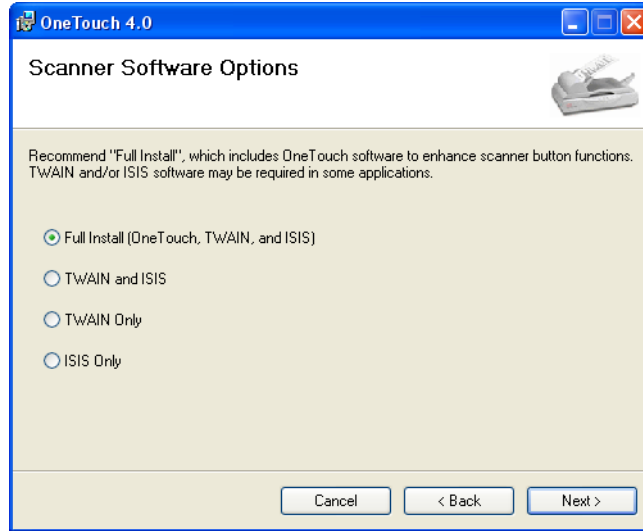 OneTouch 4.0
Scanner Software Options
Recommend "Full Install", which includes OneTouch software to enhance scanner button functions.
TWAIN and/or ISIS software may be required in some applications.
Full Install (OneTouch, TWAIN, and ISIS)
TWAIN and ISIS
TWAIN Only
ISIS Only
Cancel
< Back
Next >